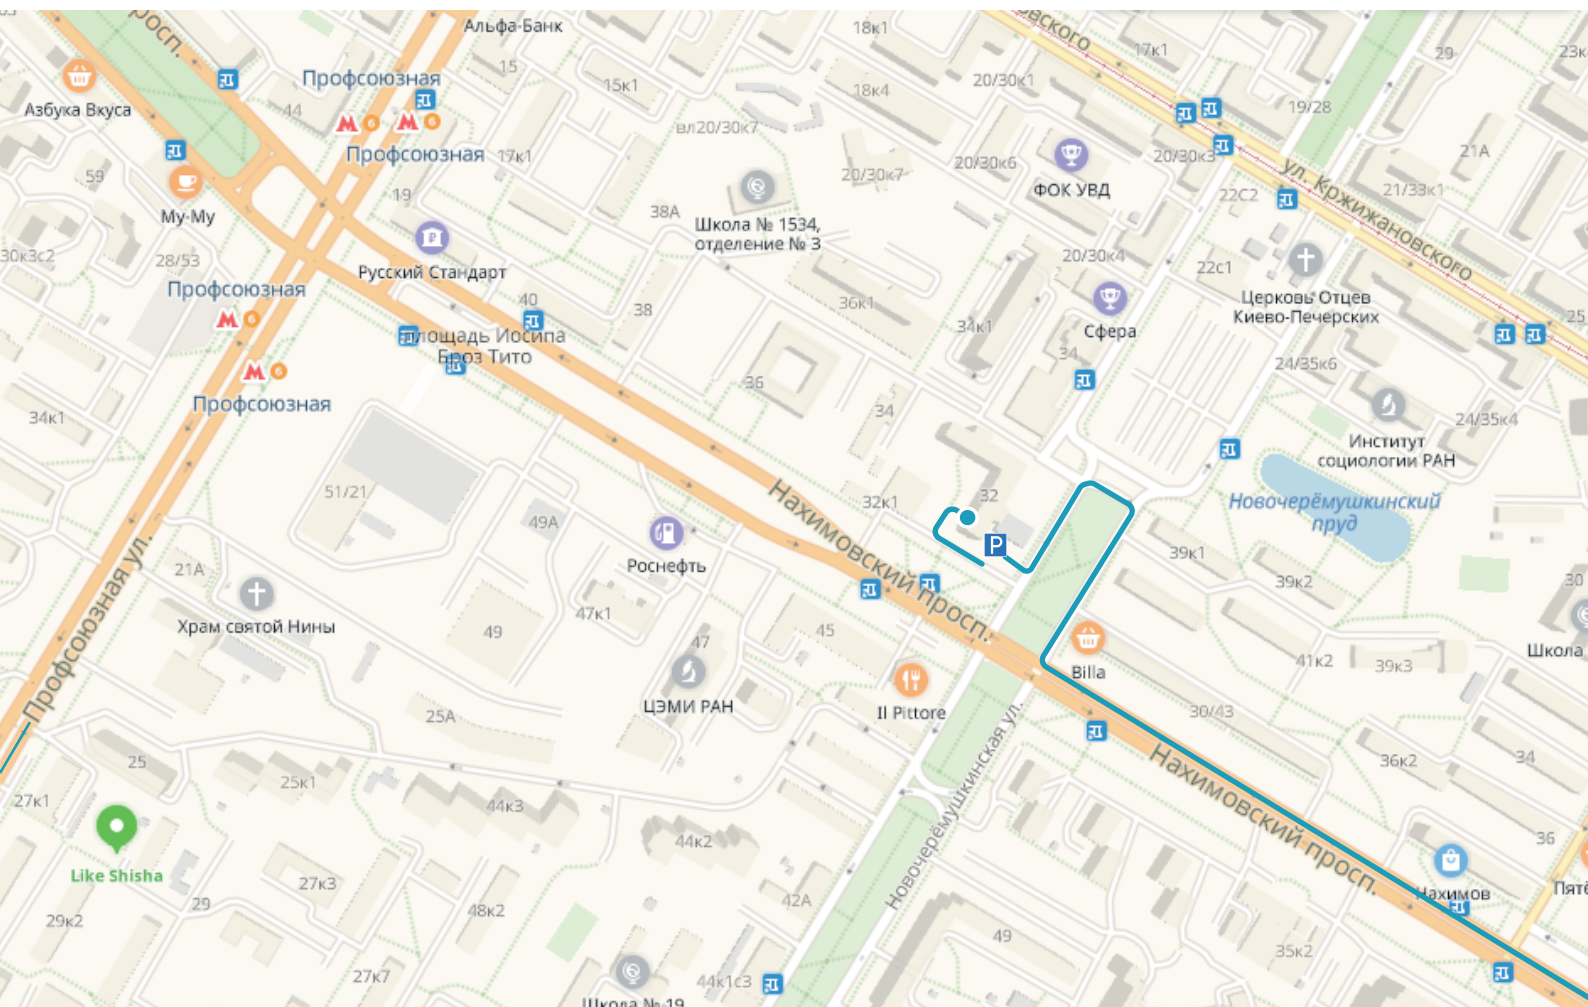 Альфа-Банк
18к1
вского
17к1
29
23к
росп.
Профсоюзная
15
15к1
20/30к1
18к4
19/28
Азбука Вкуса
44
М 6
М 6
вл20/30к7
Профсоюзная
17к1
20/30к6
20/30к3
21А
59
19
20/30к7
ФОК УВД
22С2
21/33к1
ул. Кржижановского
Му-Му
38А
Школа № 1534,
отделение № 3
30к3с2
28/53
Русский Стандарт
20/30к4
22с1
Профсоюзная
40
38
36к1
Церковь Отцев
Киево-Печерских
М 6
34к1
Сфера
25
площадь Иосипа
Броз Тито
34
24/35к6
М 6
36
Профсоюзная
34к1
34
24/35к4
Институт
социологии РАН
51/21
Нахимовский просп.
32к1
32
Новочерёмушкинский
пруд
49А
P
39к1
Роснефть
21А
39к2
30
Храм святой Нины
47к1
49
45
47
Школа
Профсоюзная ул.
41к2
39к3
Billa
ЦЭМИ РАН
Il Pittore
25А
30/43
Новочерёмушкинская ул.
Нахимовский просп.
25
36к2
34
25к1
27к1
44к3
44к2
36
Like Shisha
27к3
Нахимов
Пятё
29к2
29
48к2
42А
49
35к2
27к7
44к1с3
Школа № 19